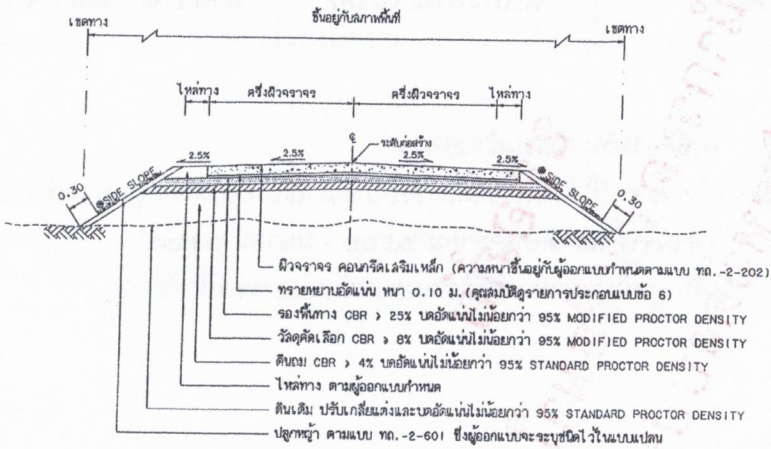 ขึ้นอยู่กับสภาพพื้นที่
เขตทาง
เขตทาง
ไหล่ทาง
ครึ่งผิวจราจร
ครึ่งผิวจราจร
ไหล่ทาง
℄
ระดับก่อสร้าง
2.5%
2.5%
2.5%
2.5%
0.30
SIDE SLOPE
SIDE SLOPE
0.30
ผิวจราจร คอนกรีตเสริมเหล็ก (ความหนาขึ้นอยู่กับผู้ออกแบบกำหนดตามแบบ ทถ.-2-202)
ทรายหยาบอัดแน่น หนา 0.10 ม.(คุณสมบัติดูรายการประกอบแบบข้อ 6)
รองพื้นทาง CBR > 25% บดอัดแน่นไม่น้อยกว่า 95% MODIFIED PROCTOR DENSITY
วัสดุคัดเลือก CBR > 8% บดอัดแน่นไม่น้อยกว่า 95% MODIFIED PROCTOR DENSITY
ดินถม CBR > 4% บดอัดแน่นไม่น้อยกว่า 95% STANDARD PROCTOR DENSITY
ไหล่ทาง ตามผู้ออกแบบกำหนด
ดินเดิม ปรับเกลี่ยแต่งและบดอัดแน่นไม่น้อยกว่า 95% STANDARD PROCTOR DENSITY
ปลูกหญ้า ตามแบบ ทถ.-2-601 ซึ่งผู้ออกแบบจะระบุชนิดไว้ในแบบแปลน